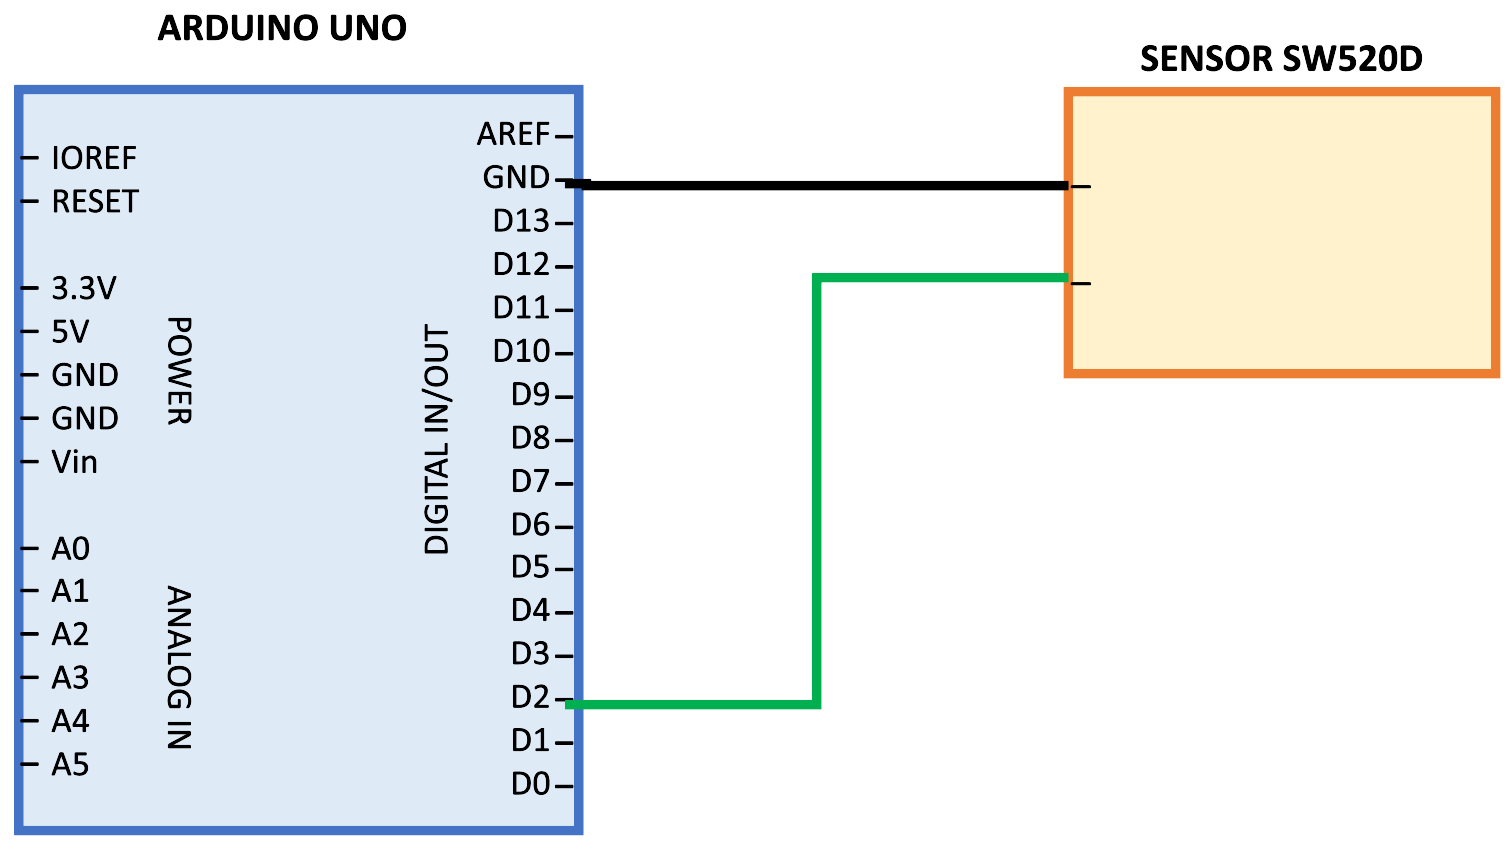 ARDUINO UNO
SENSOR SW520D
IOREF
RESET
3.3V
5V
GND
GND
Vin
POWER
A0
A1
A2
A3
A4
A5
ANALOG IN
DIGITAL IN/OUT
AREF
GND
D13
D12
D11
D10
D9
D8
D7
D6
D5
D4
D3
D2
D1
D0